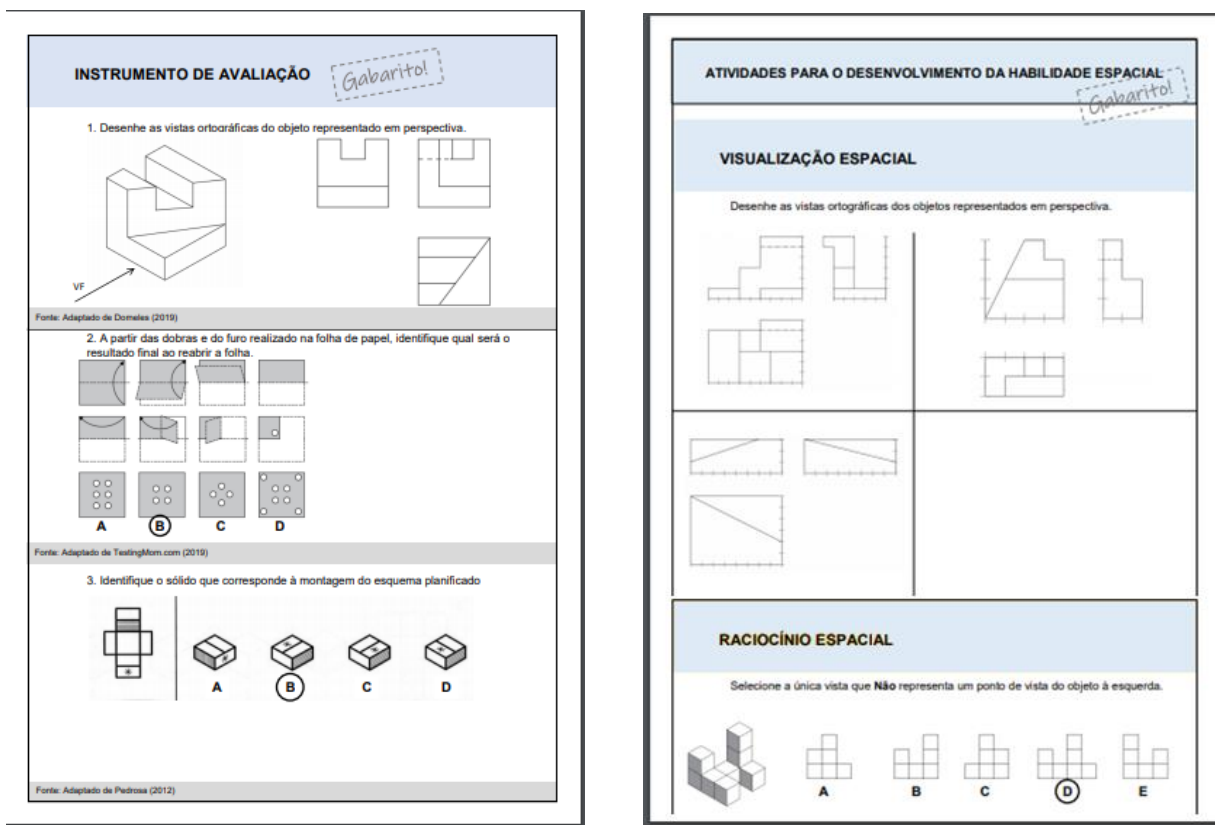 INSTRUMENTO DE AVALIAÇÃO
Gabarito!
1. Desenhe as vistas ortográficas do objeto representado em perspectiva.
VF
Fonte: Adaptado de Dorneles (2019)
2. A partir das dobras e do furo realizado na folha de papel, identifique qual será o
resultado final ao reabrir a folha.
A B C D
Fonte: Adaptado de TestingMom.com (2019)
3. Identifique o sólido que corresponde à montagem do esquema planificado
A B C D
Fonte: Adaptado de Pedrosa (2012)
ATIVIDADES PARA O DESENVOLVIMENTO DA HABILIDADE ESPACIAL
Gabarito!
VISUALIZAÇÃO ESPACIAL
Desenhe as vistas ortográficas dos objetos representados em perspectiva.
RACIOCÍNIO ESPACIAL
Selecione a única vista que Não representa um ponto de vista do objeto à esquerda.
A B C D E